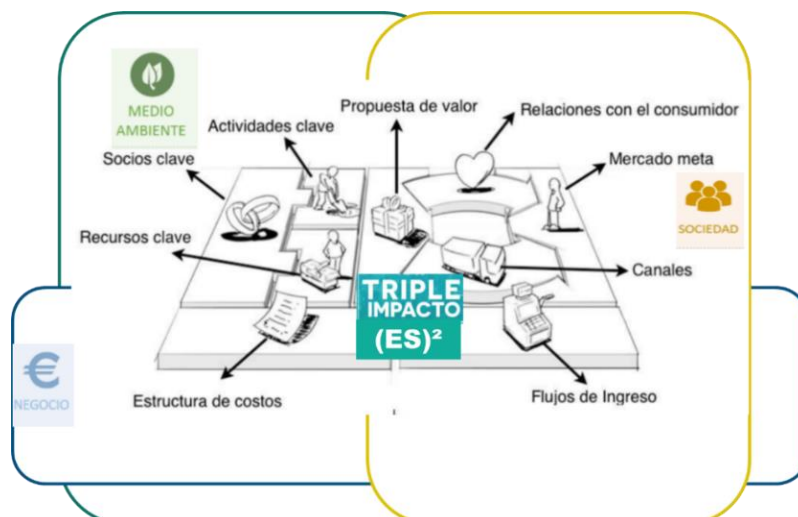 Propuesta de valor
Relaciones con el consumidor
MEDIO
AMBIENTE
Actividades clave
Socios clave
Mercado meta
SOCIEDAD
Recursos clave
Canales
TRIPLE
IMPACTO
(ES)²
€
NEGOCIO
Estructura de costos
Flujos de Ingreso